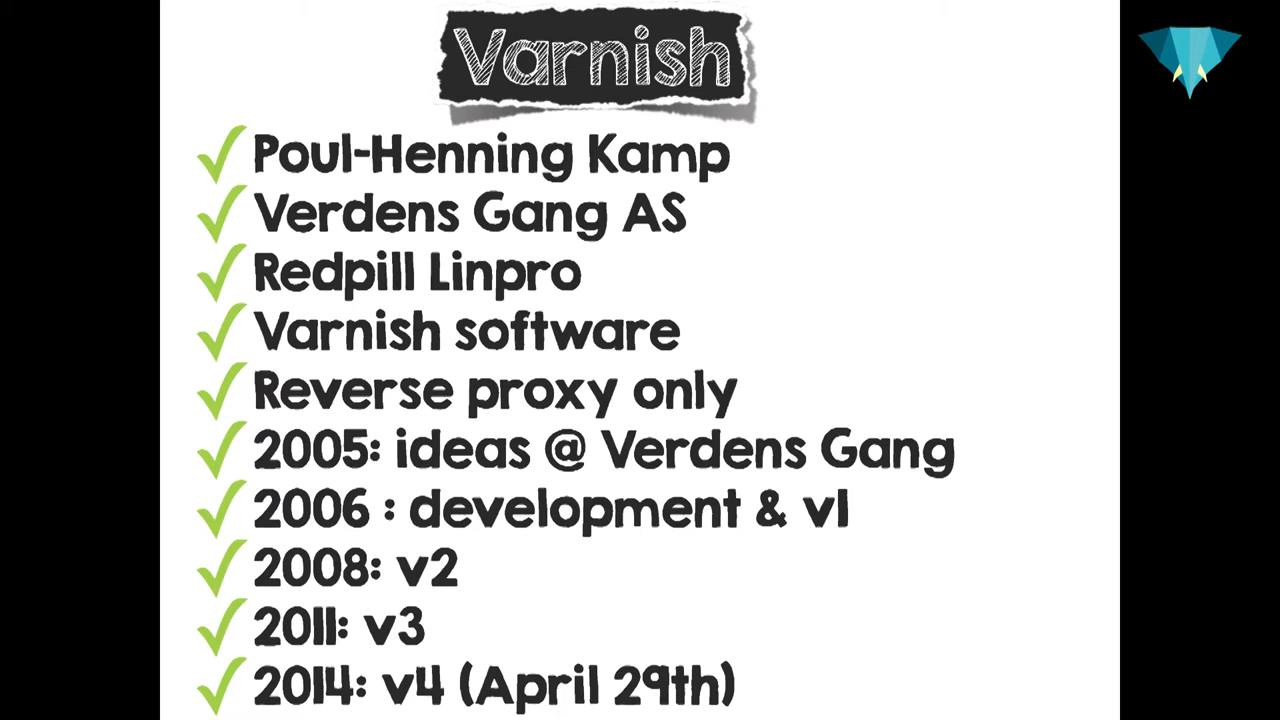 Varnish
Poul-Henning Kamp
Verdens Gang AS
Redpill Linpro
Varnish software
Reverse proxy only
2005: ideas @ Verdens Gang
2006 : development & v1
2008: v2
2011: v3
2014: v4 (April 29th)